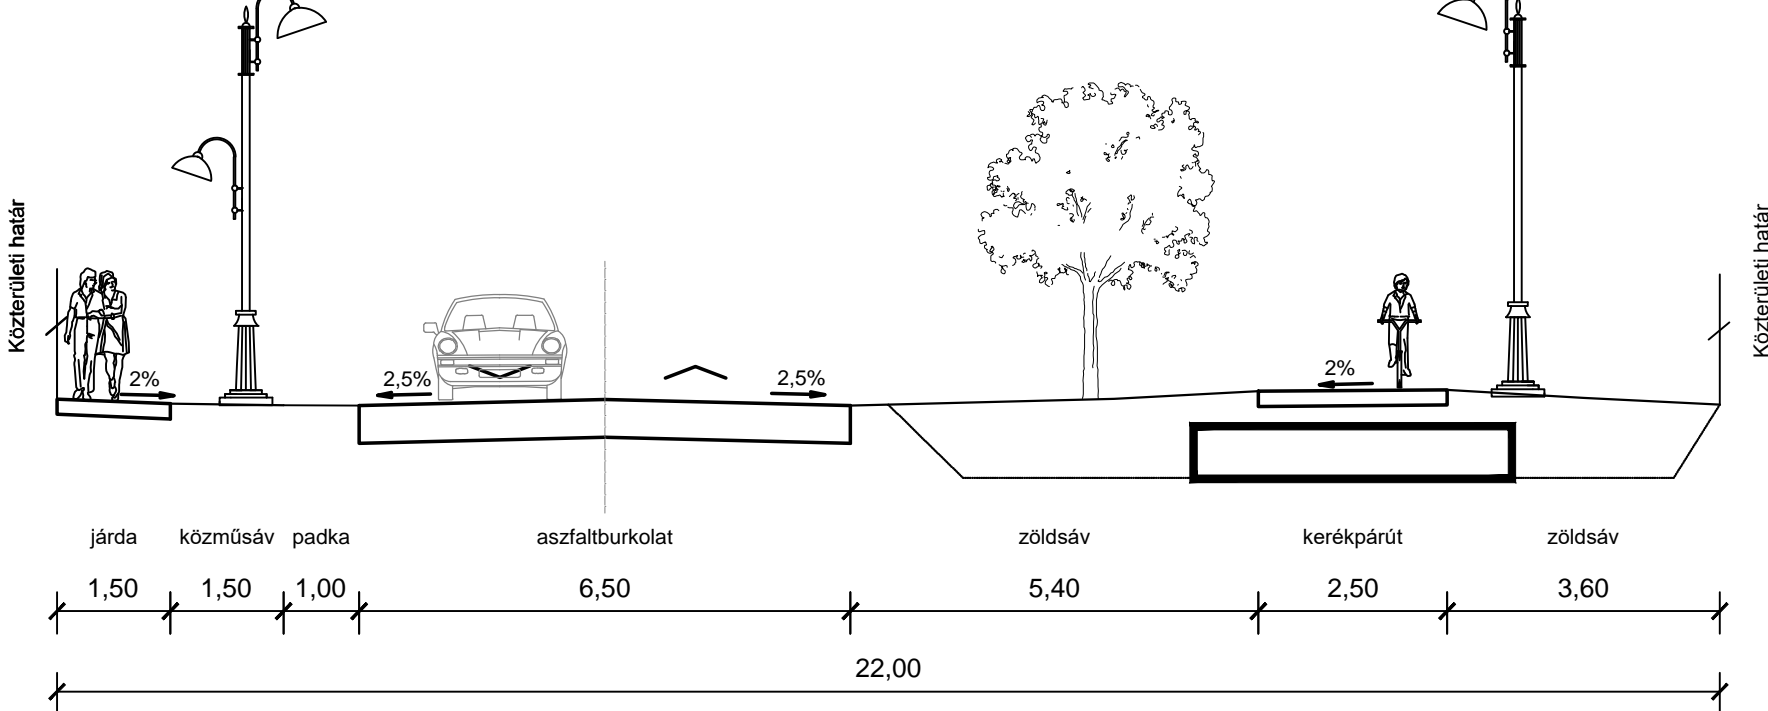 Közterületi határ
Közterületi határ
2%
2,5%
2,5%
2%
járda közműsáv padka aszfaltburkolat zöldsáv kerékpárút zöldsáv
1,50 1,50 1,00 6,50 5,40 2,50 3,60
22,00